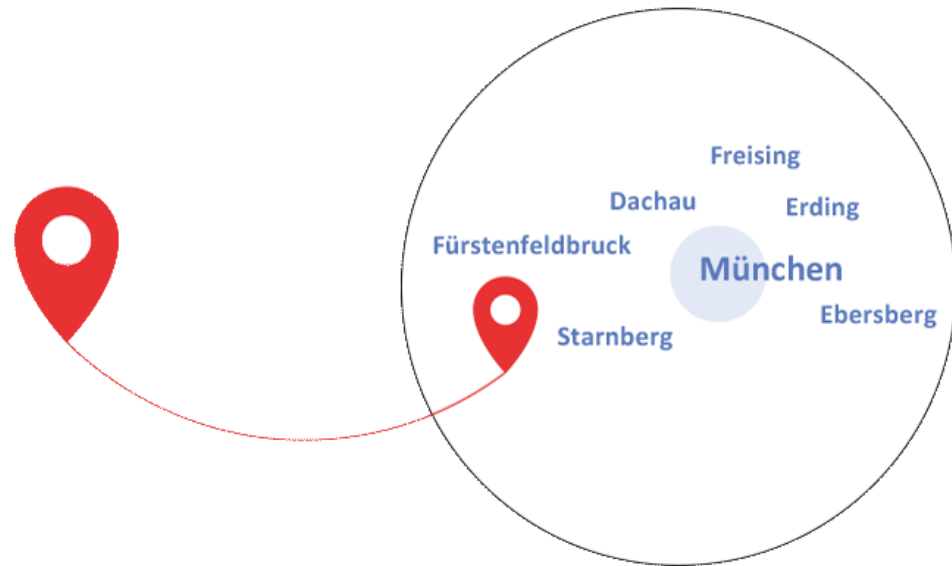 Freising
Dachau
Erding
Fürstenfeldbruck
München
Ebersberg
Starnberg